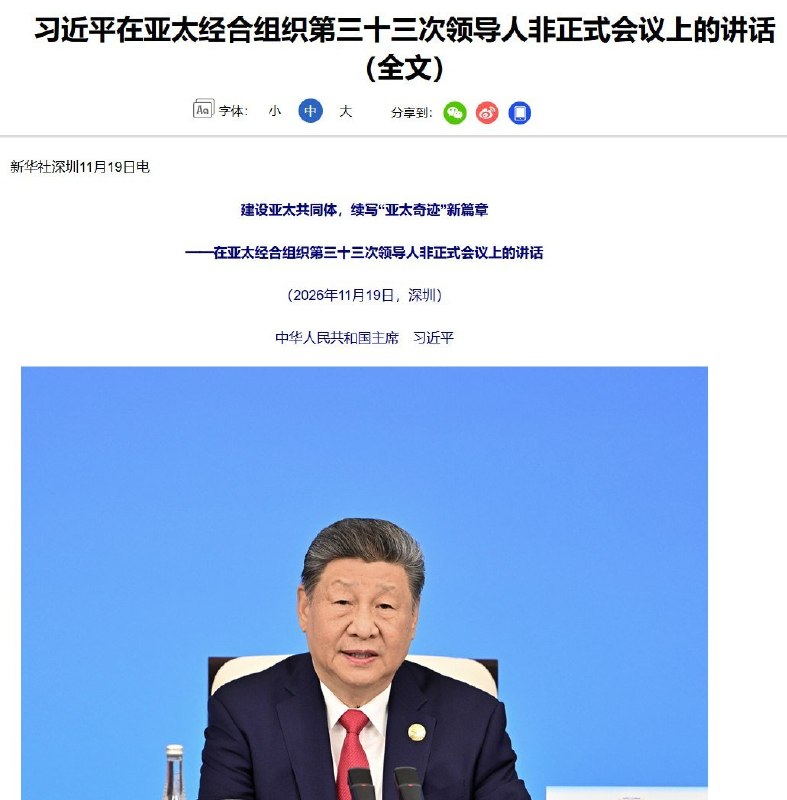 习近平在亚太经合组织第三十三次领导人非正式会议上的讲话
（全文）
Aa 字体： 小 中 大 分享到：
新华社深圳11月19日电
建设亚太共同体，续写“亚太奇迹”新篇章
——在亚太经合组织第三十三次领导人非正式会议上的讲话
（2026年11月19日，深圳）
中华人民共和国主席 习近平